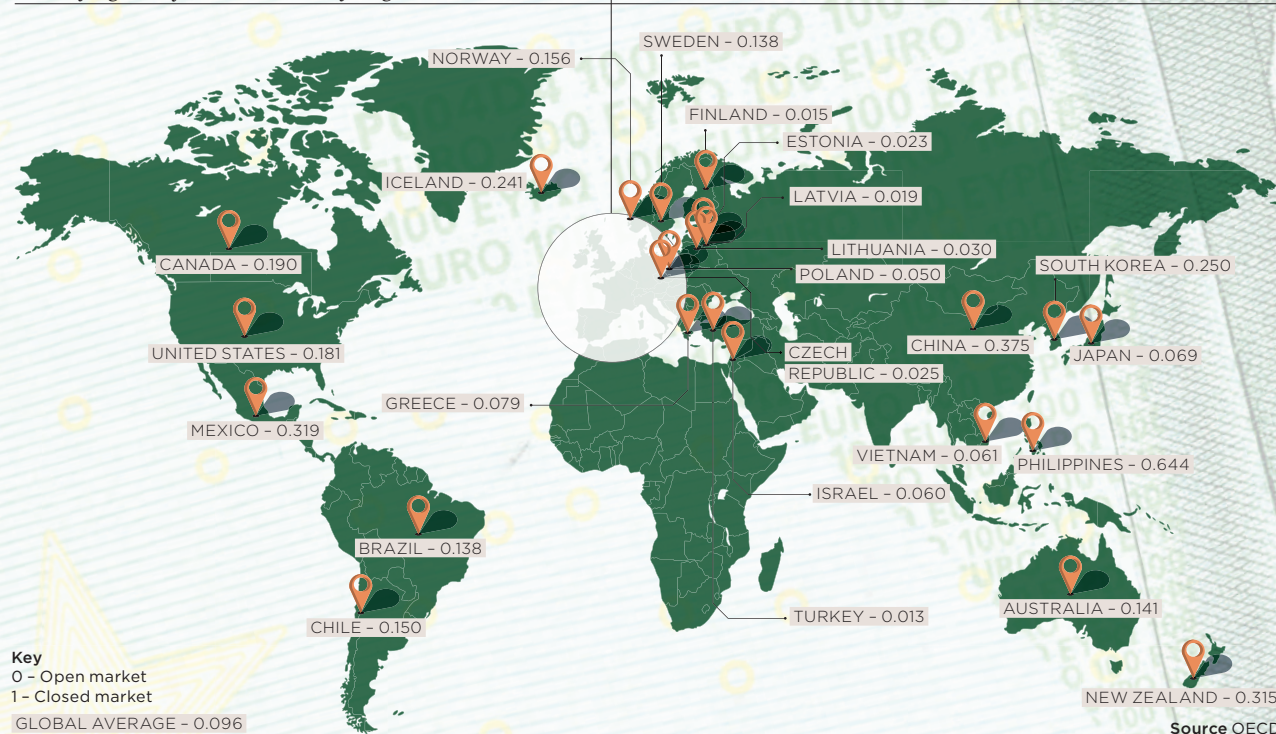 SWEDEN – 0.138
NORWAY – 0.156
FINLAND – 0.015
ESTONIA – 0.023
ICELAND – 0.241
LATVIA – 0.019
LITHUANIA – 0.030
CANADA – 0.190
POLAND – 0.050
SOUTH KOREA – 0.250
UNITED STATES – 0.181
CHINA – 0.375
JAPAN – 0.069
CZECH
REPUBLIC – 0.025
GREECE – 0.079
MEXICO – 0.319
VIETNAM – 0.061
PHILIPPINES – 0.644
ISRAEL – 0.060
BRAZIL – 0.138
AUSTRALIA – 0.141
TURKEY – 0.013
CHILE – 0.150
Key
0 – Open market
1 – Closed market
NEW ZEALAND – 0.315
GLOBAL AVERAGE – 0.096
Source OECD